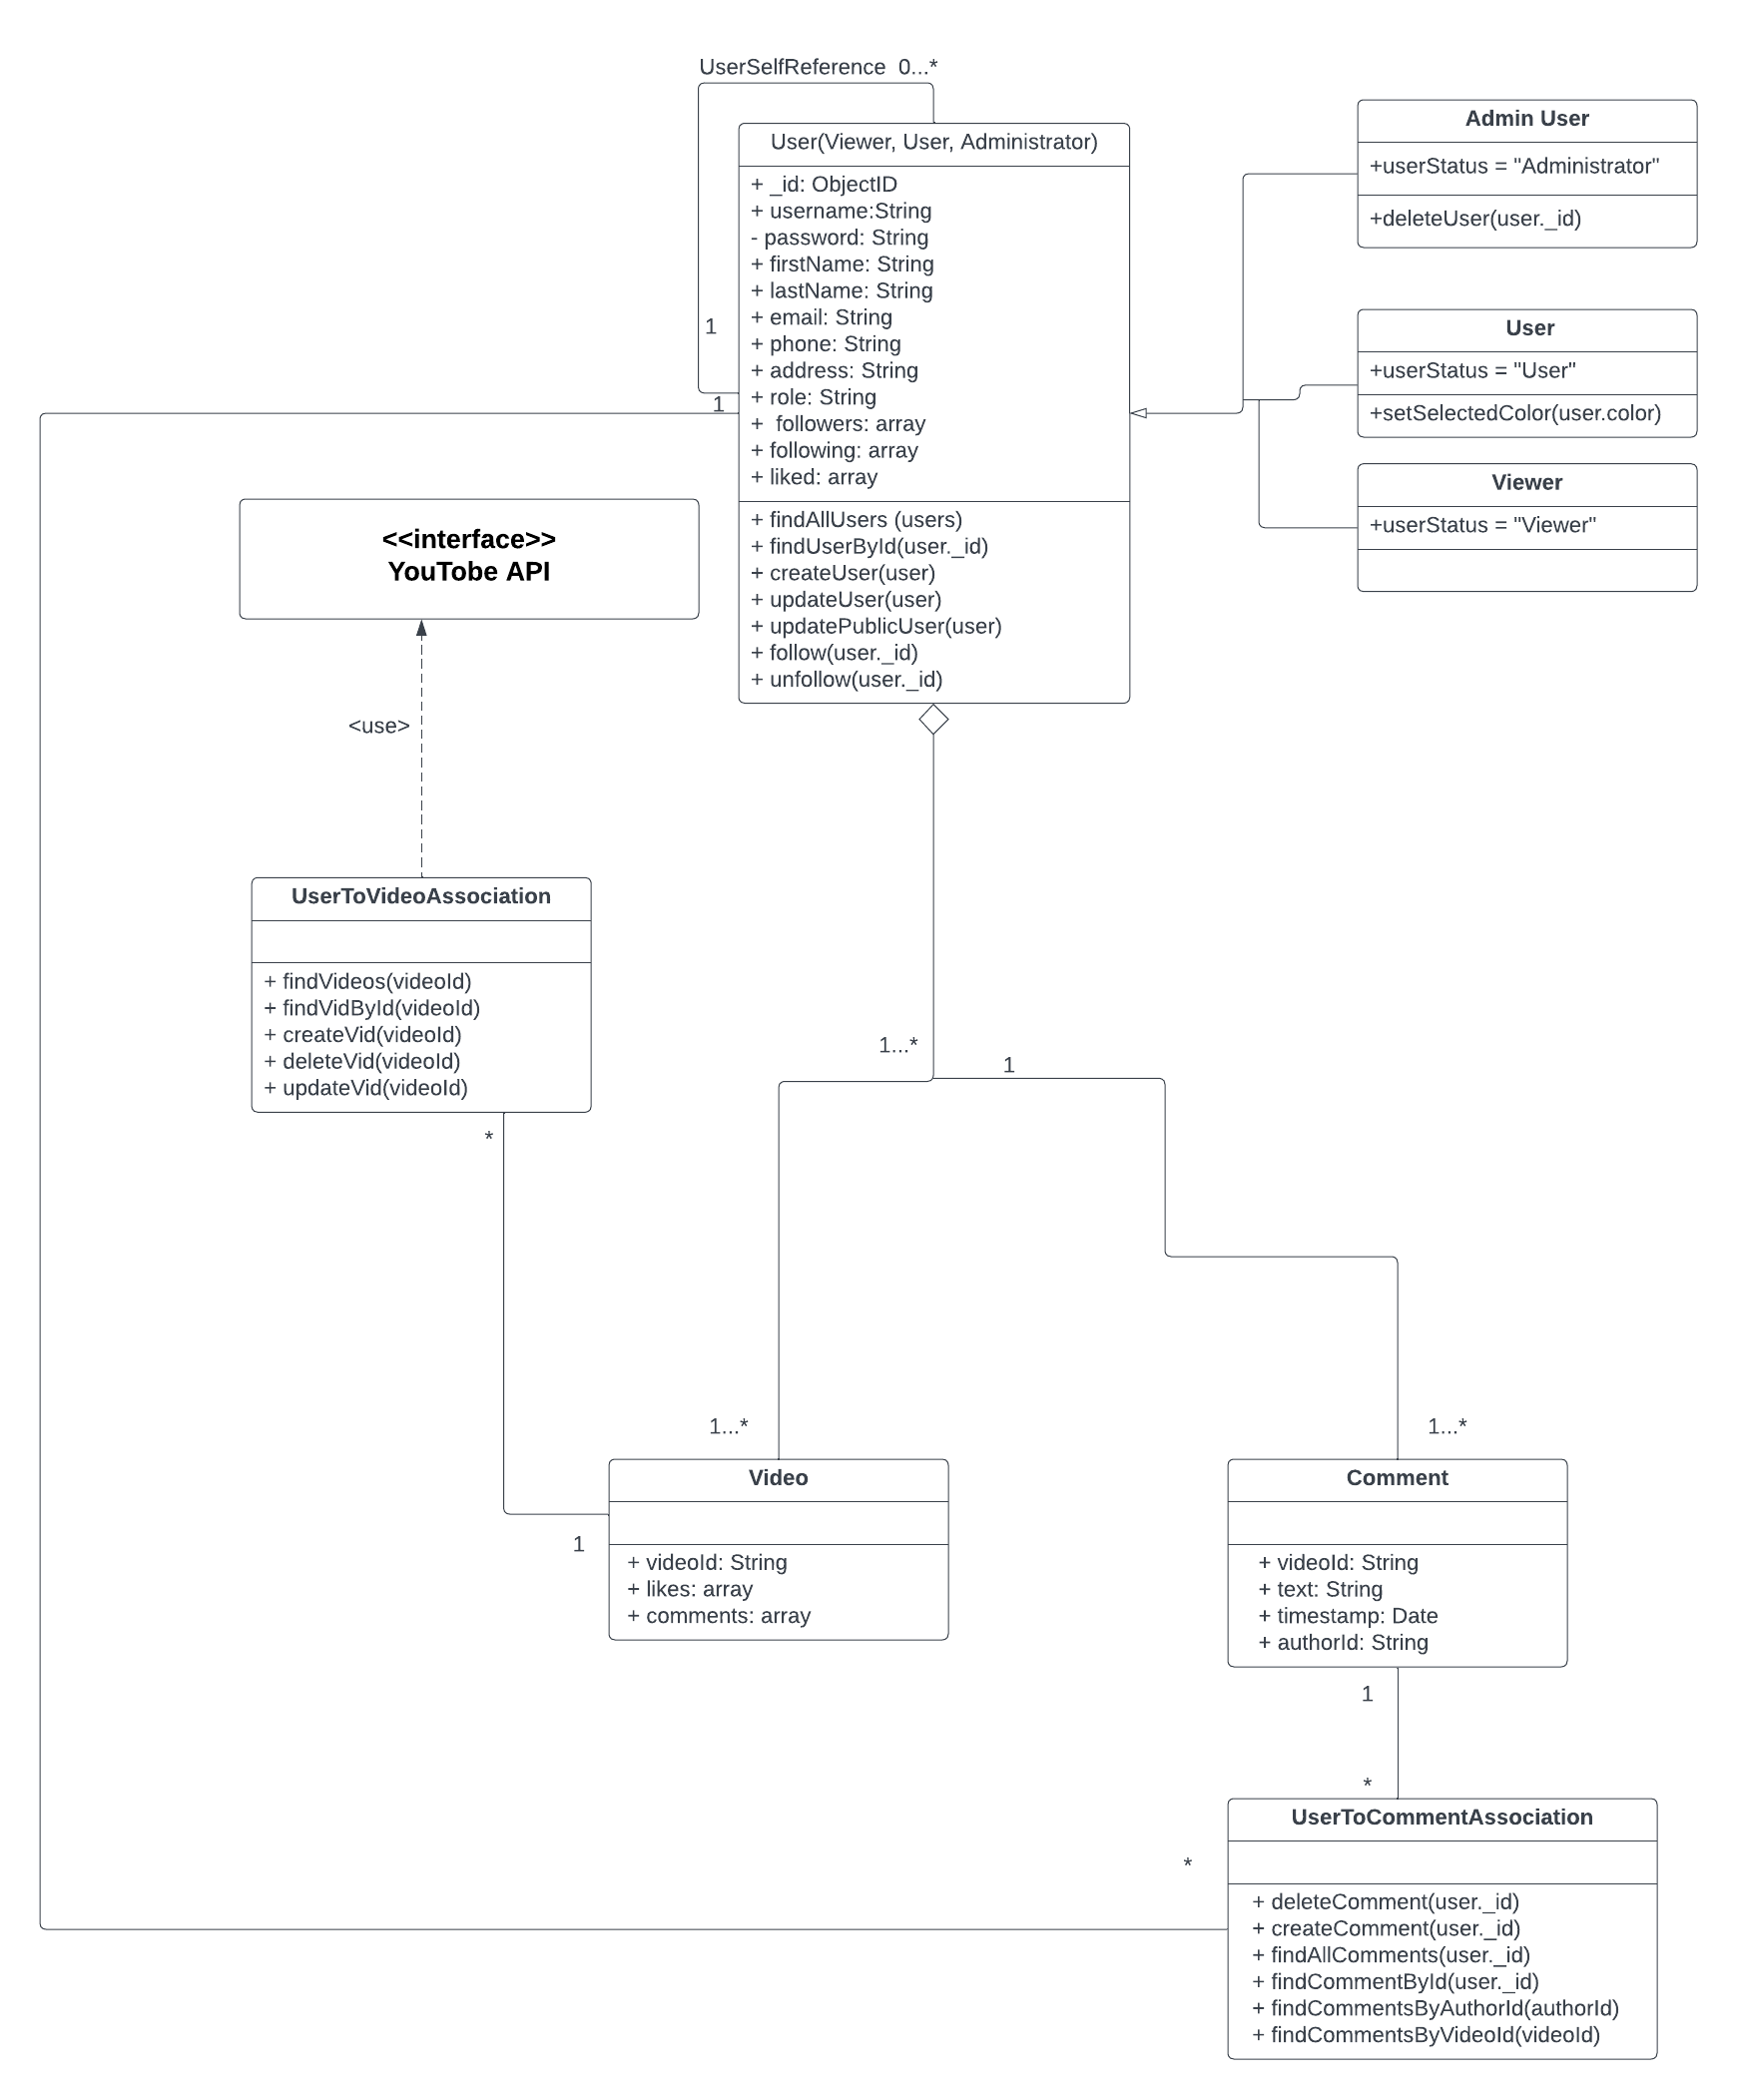 UserSelfReference 0...*
User(Viewer, User, Administrator)
+ _id: ObjectID
+ username:String
- password: String
+ firstName: String
+ lastName: String
+ email: String
+ phone: String
+ address: String
+ role: String
+ followers: array
+ following: array
+ liked: array
+ findAllUsers (users)
+ findUserById(user._id)
+ createUser(user)
+ updateUser(user)
+ updatePublicUser(user)
+ follow(user._id)
+ unfollow(user._id)
1
1
Admin User
+userStatus = "Administrator"
+deleteUser(user._id)
User
+userStatus = "User"
+setSelectedColor(user.color)
Viewer
+userStatus = "Viewer"
<<interface>>
YouTobe API
<use>
UserToVideoAssociation
+ findVideos(videoId)
+ findVidById(videoId)
+ createVid(videoId)
+ deleteVid(videoId)
+ updateVid(videoId)
*
1...*
1
1...*
1...*
1
Video
+ videoId: String
+ likes: array
+ comments: array
Comment
+ videoId: String
+ text: String
+ timestamp: Date
+ authorId: String
1
*
*
UserToCommentAssociation
+ deleteComment(user._id)
+ createComment(user._id)
+ findAllComments(user._id)
+ findCommentById(user._id)
+ findCommentsByAuthorId(authorId)
+ findCommentsByVideoId(videoId)